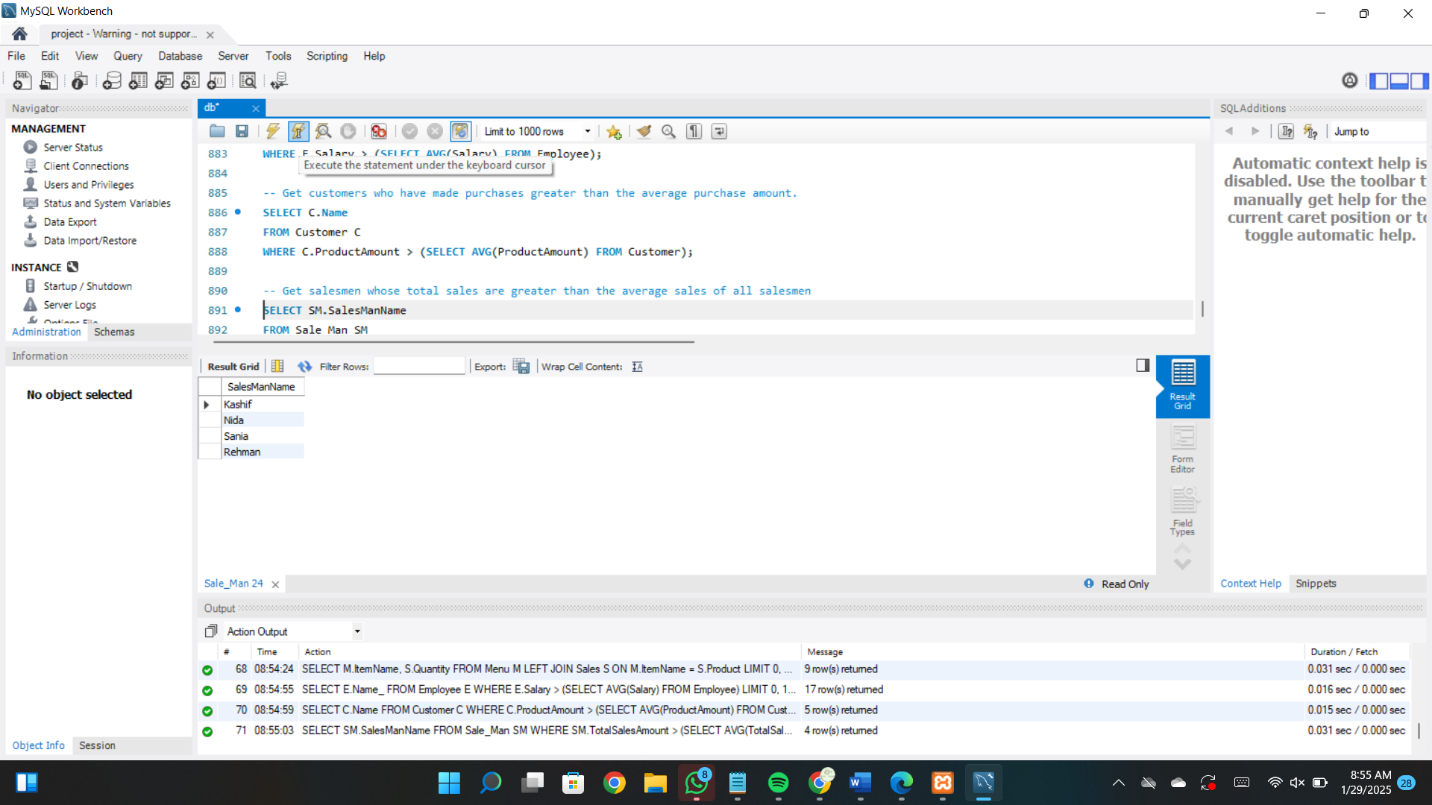 MySQL Workbench
project - Warning - not suppor...
File Edit View Query Database Server Tools Scripting Help
Navigator
MANAGEMENT
Server Status
Client Connections
Users and Privileges
Status and System Variables
Data Export
Data Import/Restore
INSTANCE
Startup / Shutdown
Server Logs
Options File
Administration Schemas
Information
No object selected
Object Info Session
db*
Limit to 1000 rows
883 WHERE E.Salary > (SELECT AVG(Salary) FROM Employee);
Execute the statement under the keyboard cursor
884
885 -- Get customers who have made purchases greater than the average purchase amount.
886 SELECT C.Name
887 FROM Customer C
888 WHERE C.ProductAmount > (SELECT AVG(ProductAmount) FROM Customer);
889
890 -- Get salesmen whose total sales are greater than the average sales of all salesmen
891 SELECT SM.SalesManName
892 FROM Sale_Man SM
Result Grid Filter Rows: Export: Wrap Cell Content:
SalesManName
Kashif
Nida
Sania
Rehman
Result
Grid
Form
Editor
Field
Types
Sale_Man 24
Read Only
SQLAdditions
Jump to
Automatic context help is
disabled. Use the toolbar t
manually get help for the
current caret position or to
toggle automatic help.
Context Help Snippets
Output
Action Output
# Time Action Message Duration / Fetch
68 08:54:24 SELECT M.ItemName, S.Quantity FROM Menu M LEFT JOIN Sales S ON M.ItemName = S.Product LIMIT 0, ... 9 row(s) returned 0.031 sec / 0.000 sec
69 08:54:55 SELECT E.Name_ FROM Employee E WHERE E.Salary > (SELECT AVG(Salary) FROM Employee) LIMIT 0, 1... 17 row(s) returned 0.016 sec / 0.000 sec
70 08:54:59 SELECT C.Name FROM Customer C WHERE C.ProductAmount > (SELECT AVG(ProductAmount) FROM Cust... 5 row(s) returned 0.015 sec / 0.000 sec
71 08:55:03 SELECT SM.SalesManName FROM Sale_Man SM WHERE SM.TotalSalesAmount > (SELECT AVG(TotalSal... 4 row(s) returned 0.031 sec / 0.000 sec
8
8:55 AM
1/29/2025
28